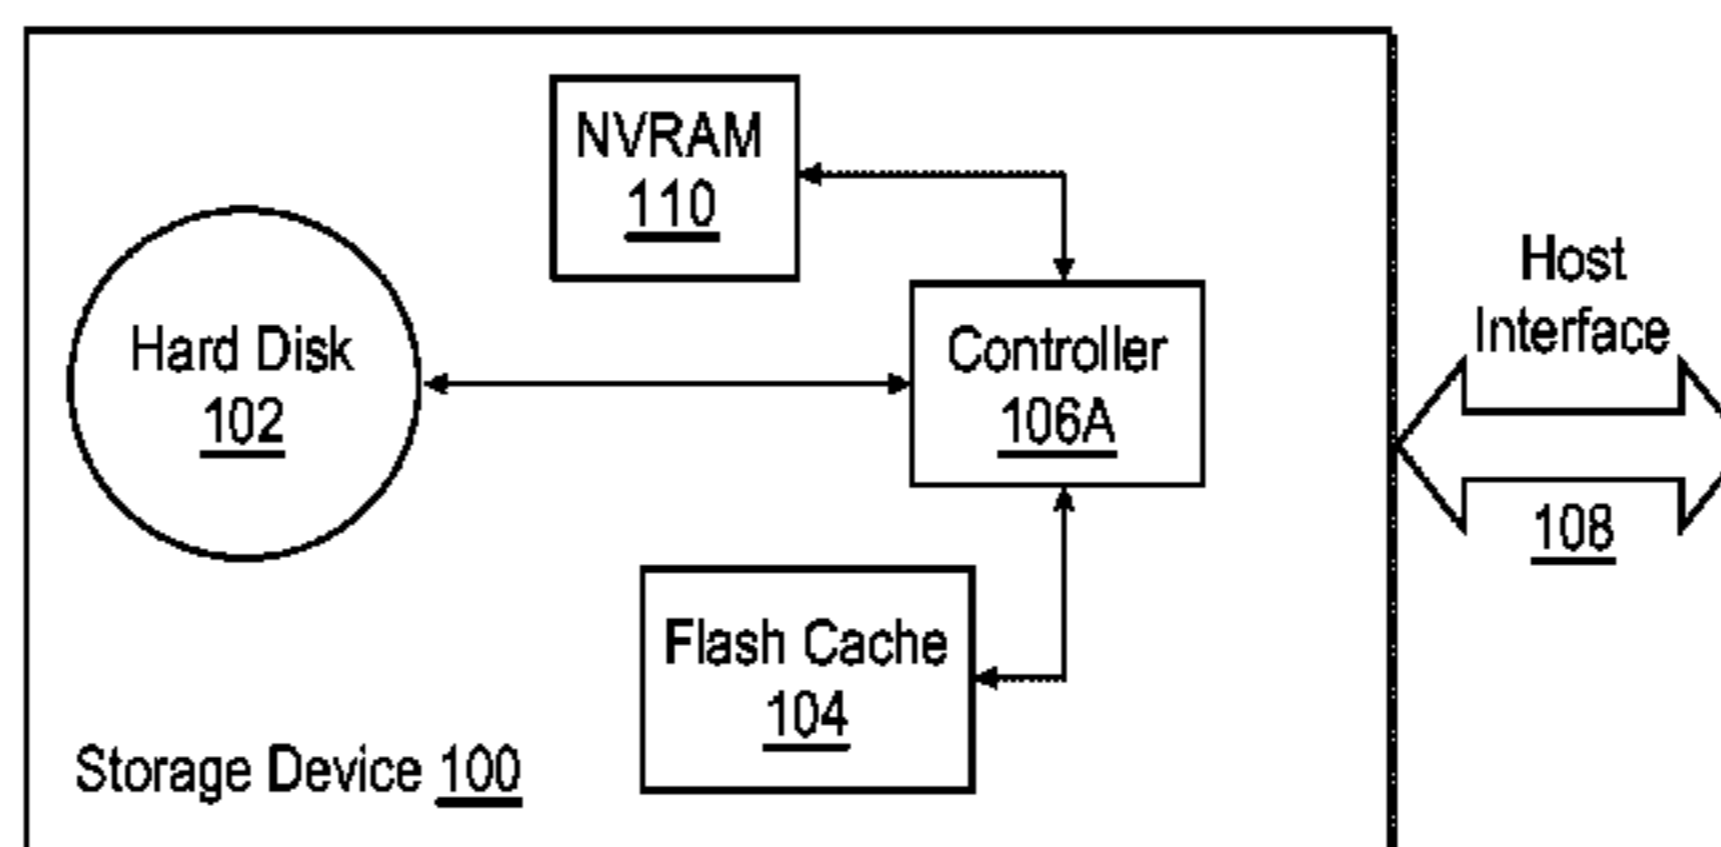 NVRAM
110
Hard Disk
102
Controller
106A
Host
Interface
108
Flash Cache
104
Storage Device 100